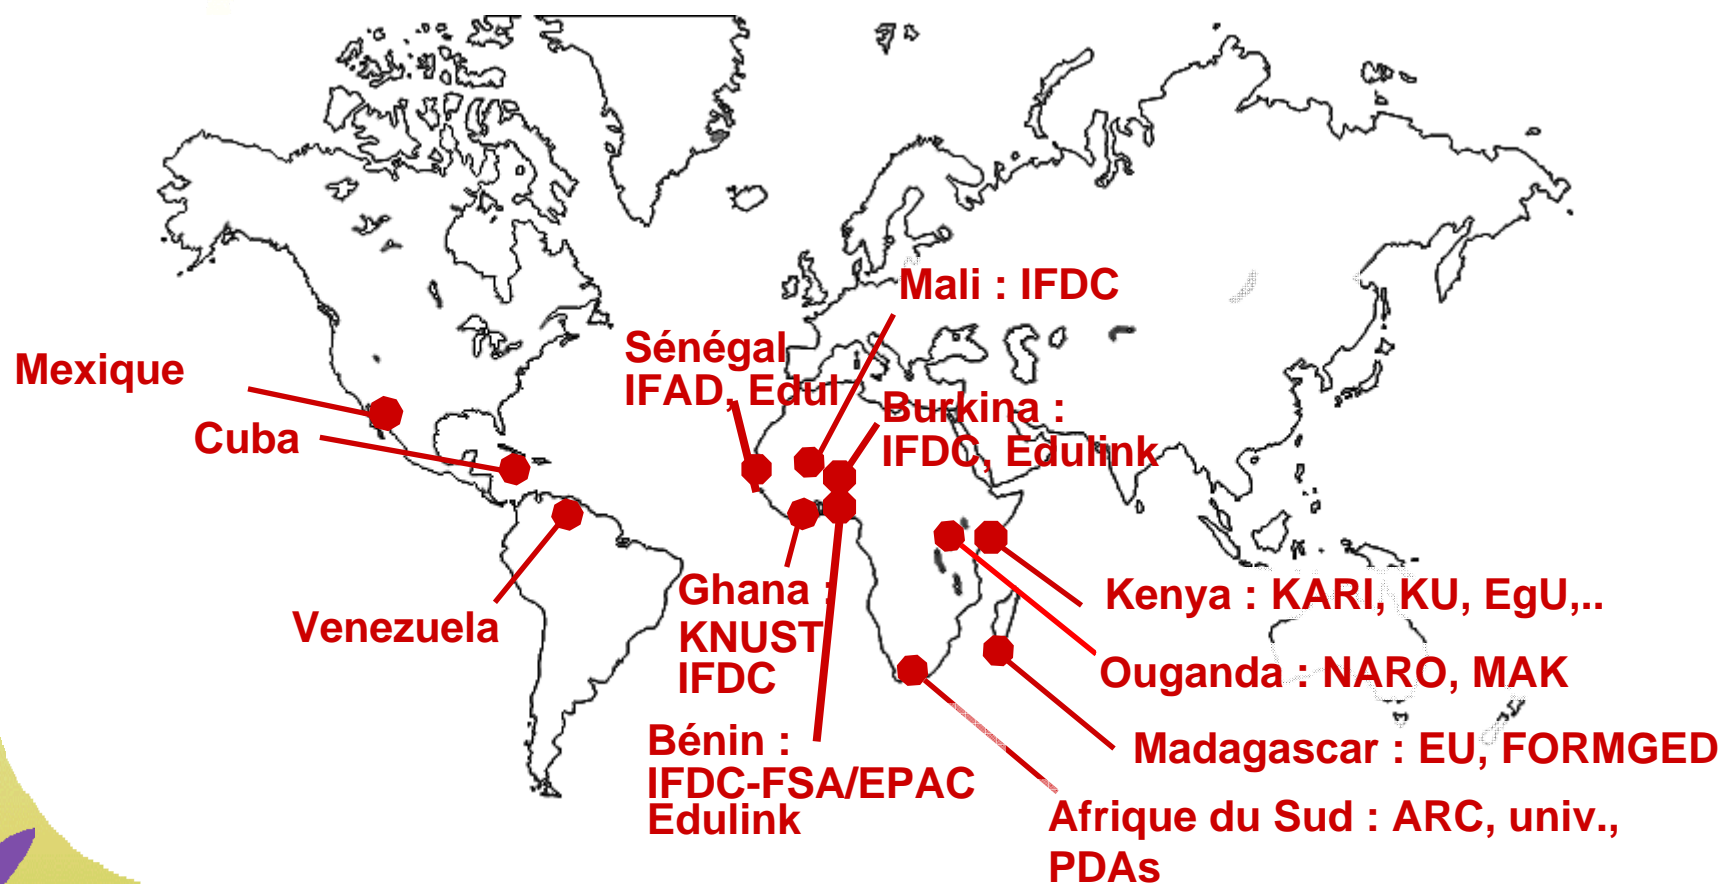 Mali : IFDC
Sénégal
IFAD, Edul
Mexique
Burkina :
IFDC, Edulink
Cuba
Ghana :
KNUST
IFDC
Kenya : KARI, KU, EgU,..
Venezuela
Ouganda : NARO, MAK
Bénin :
IFDC-FSA/EPAC
Edulink
Madagascar : EU, FORMGED
Afrique du Sud : ARC, univ.,
PDAs